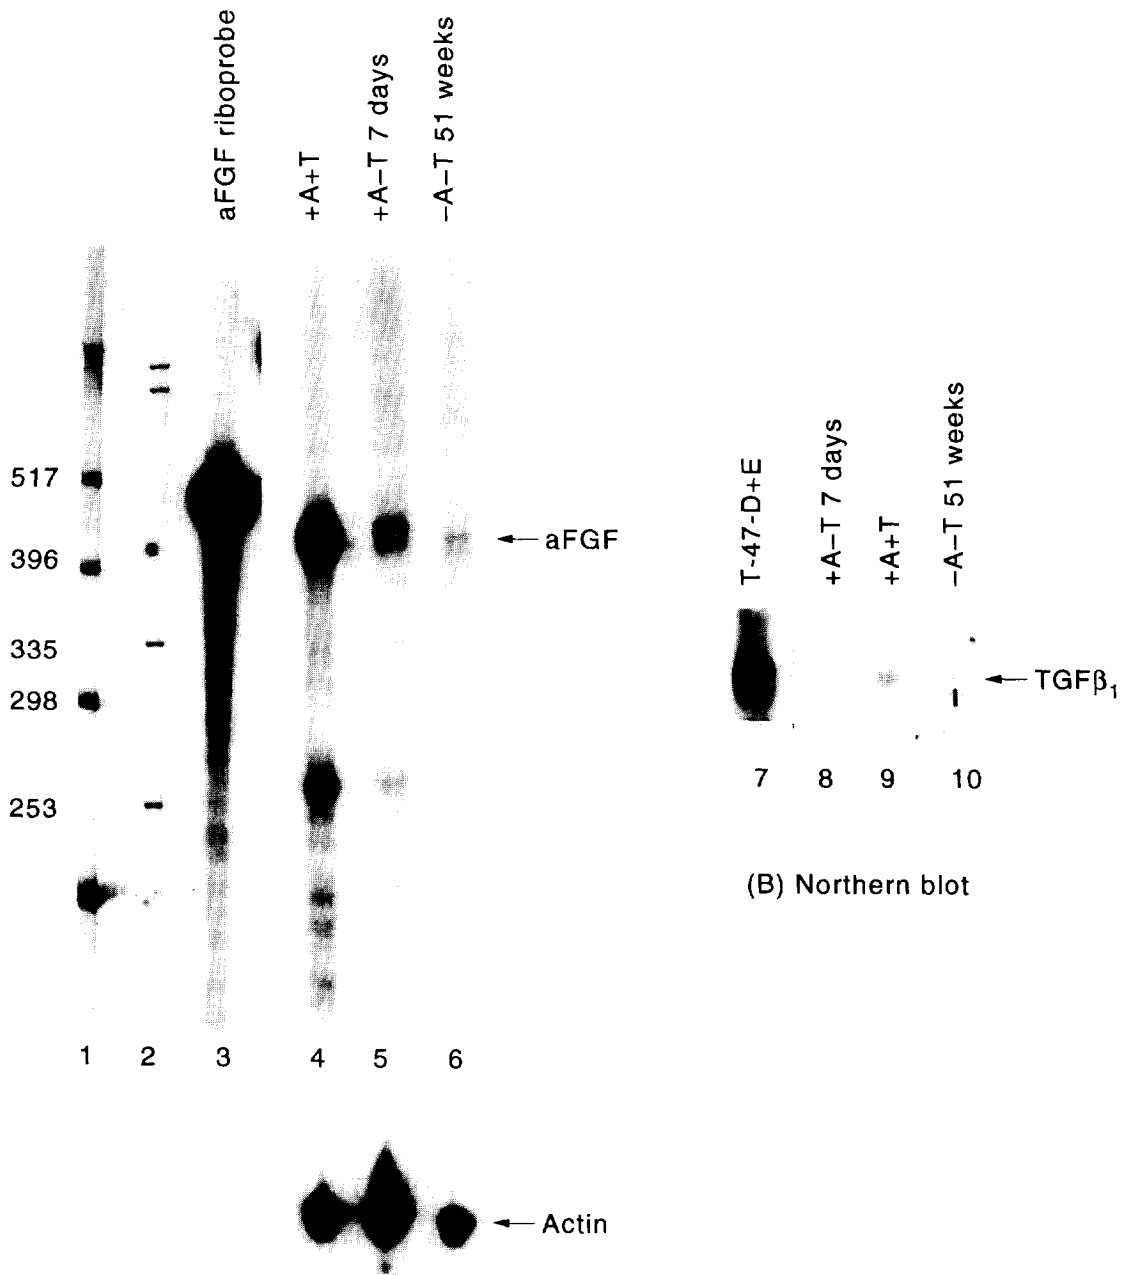 aFGF riboprobe
+A+T
+A–T 7 days
–A–T 51 weeks
517
396
335
298
253
aFGF
1 2 3 4 5 6
Actin
T-47-D+E
+A–T 7 days
+A+T
–A–T 51 weeks
TGFβ₁
7 8 9 10
(B) Northern blot